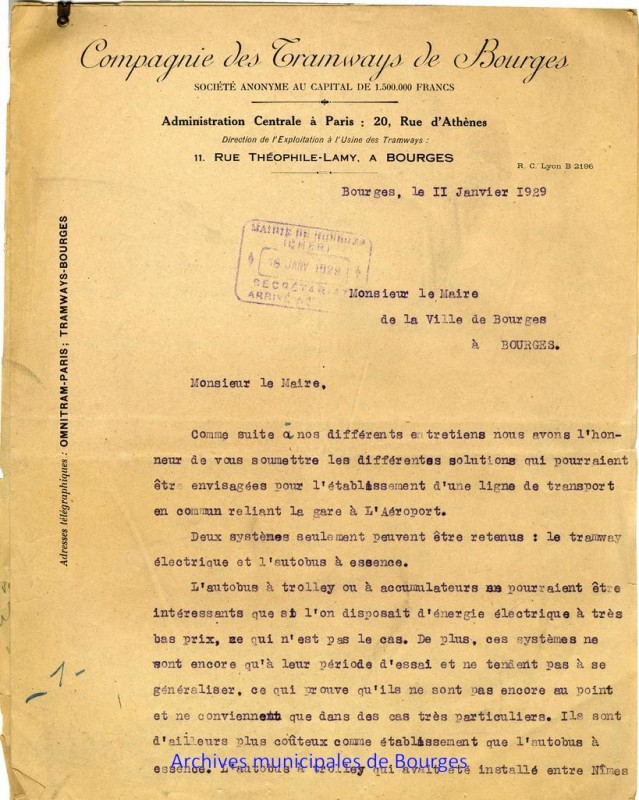 Compagnie des Tramways de Bourges
SOCIÉTÉ ANONYME AU CAPITAL DE 1.500.000 FRANCS
Administration Centrale à Paris : 20, Rue d'Athènes
Direction de l'Exploitation à l'Usine des Tramways :
11. RUE THÉOPHILE-LAMY, A BOURGES
R. C. Lyon B 2196
Bourges, le II Janvier I929
MAIRIE DE BOURGES
(CHER)
JANV 1929
SECRÉTARIAT
ARRIVÉ
Monsieur le Maire
de la Ville de Bourges
à BOURGES.
Adresses télégraphiques : OMNITRAM-PARIS; TRAMWAYS-BOURGES
Monsieur le Maire,
Comme suite à nos différents entretiens nous avons l'hon-
neur de vous soumettre les différentes solutions qui pourraient
être envisagées pour l'établissement d'une ligne de transport
en commun reliant la gare à L'Aéroport.
Deux systèmes seulement peuvent être retenus : le tramway
électrique et l'autobus à essence.
L'autobus à trolley ou à accumulateurs ne pourraient être
intéressants que si l'on disposait d'énergie électrique à très
bas prix, ce qui n'est pas le cas. De plus, ces systèmes ne
sont encore qu'à leur période d'essai et ne tendent pas à se
généraliser, ce qui prouve qu'ils ne sont pas encore au point
et ne conviennent que dans des cas très particuliers. Ils sont
d'ailleurs plus coûteux comme établissement que l'autobus à
essence. L'autobus à trolley qui avait été installé entre Nîmes
-1-
Archives municipales de Bourges